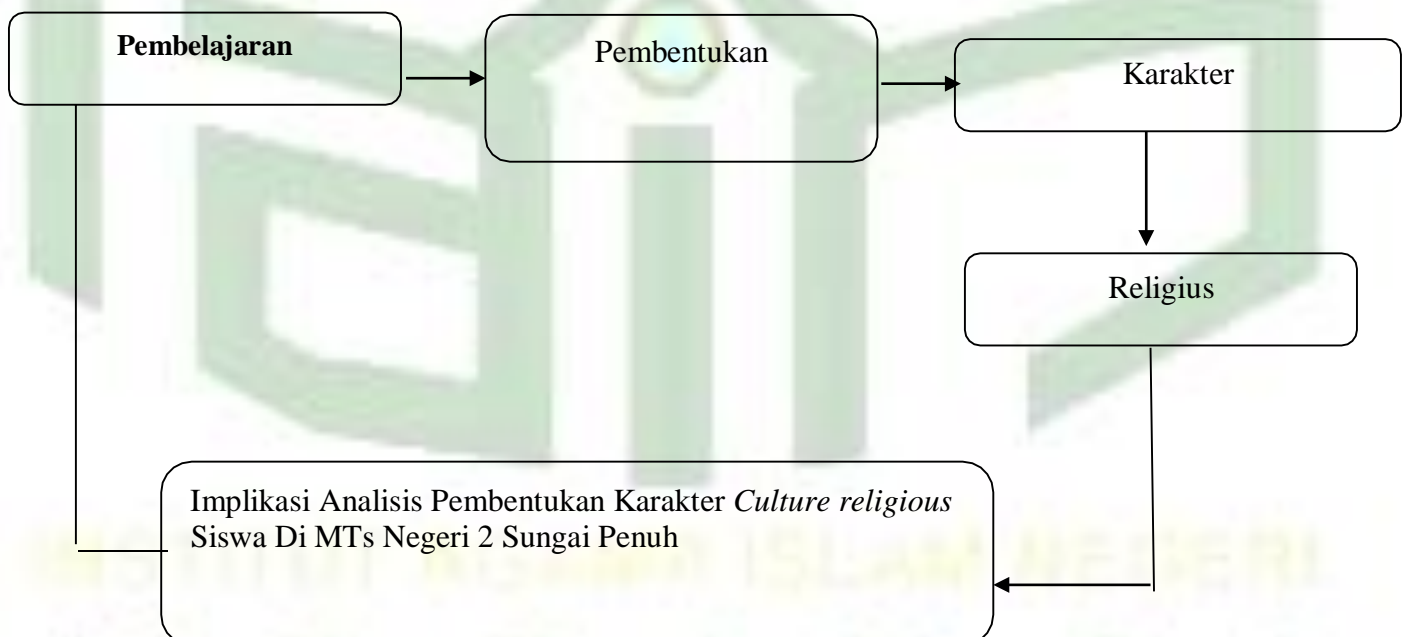 Pembelajaran
Pembentukan
Karakter
Religius
Implikasi Analisis Pembentukan Karakter Culture religious
Siswa Di MTs Negeri 2 Sungai Penuh